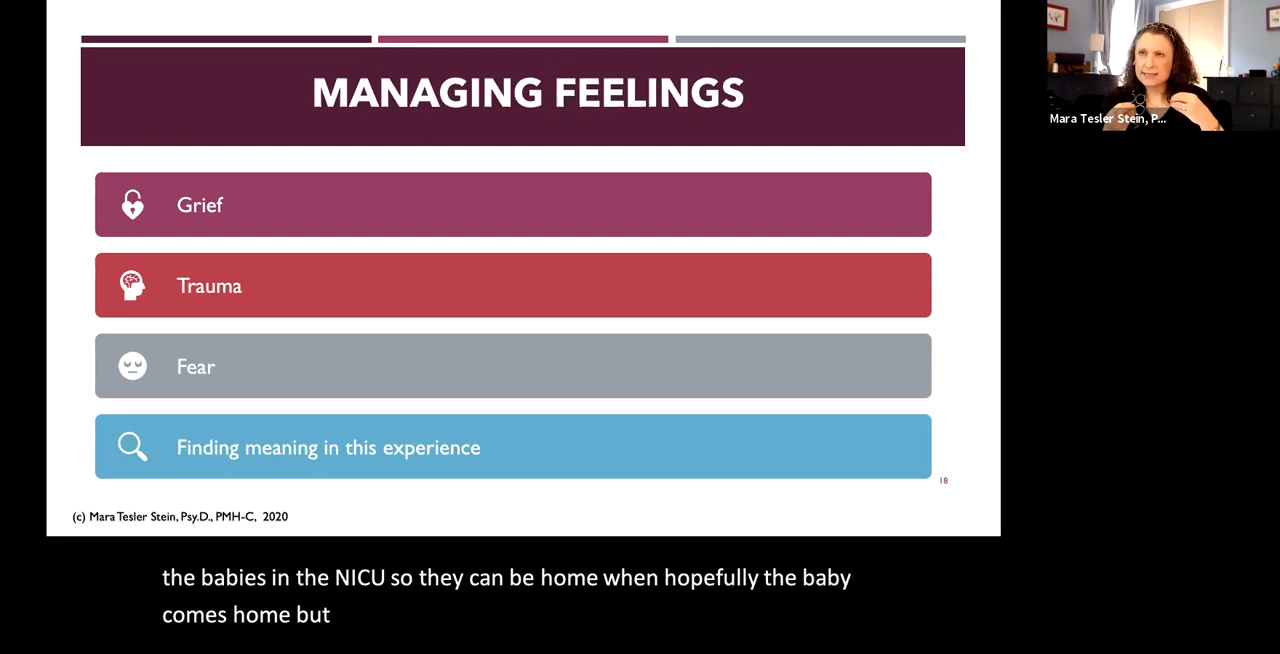 MANAGING FEELINGS
Mara Tesler Stein, P...
Grief
Trauma
Fear
Finding meaning in this experience
18
(c) Mara Tesler Stein, Psy.D., PMH-C, 2020
the babies in the NICU so they can be home when hopefully the baby
comes home but